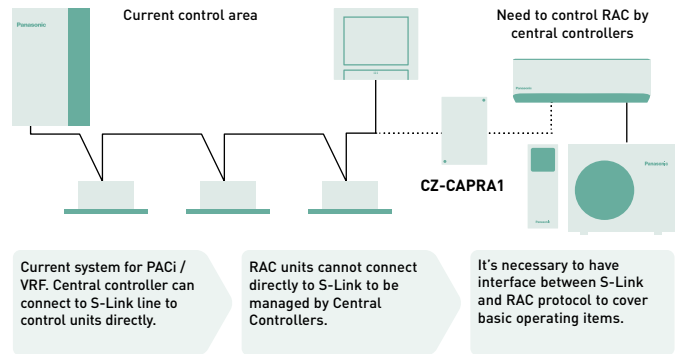 Current control area
Need to control RAC by
central controllers
Panasonic
Panasonic
Panasonic
CZ-CAPRA1
Current system for PACi /
VRF. Central controller can
connect to S-Link line to
control units directly.
RAC units cannot connect
directly to S-Link to be
managed by Central
Controllers.
It's necessary to have
interface between S-Link
and RAC protocol to cover
basic operating items.